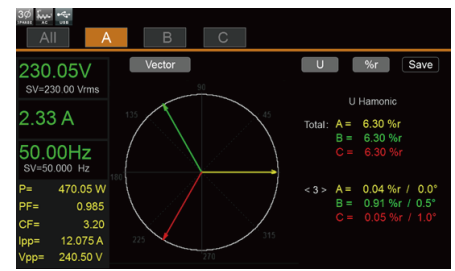 3Ø
1PHASE AC USB
All A B C
230.05V
SV=230.00 Vrms
2.33 A
50.00Hz
SV=50.000 Hz
P= 470.05 W
PF= 0.985
CF= 3.20
Ipp= 12.075 A
Vpp= 240.50 V
Vector
90
135 45
180
225 315
270
U %r Save
U Hamonic
Total: A = 6.30 %r
B = 6.30 %r
C = 6.30 %r
< 3 > A = 0.04 %r / 0.0°
B = 0.91 %r / 0.5°
C = 0.05 %r / 1.0°